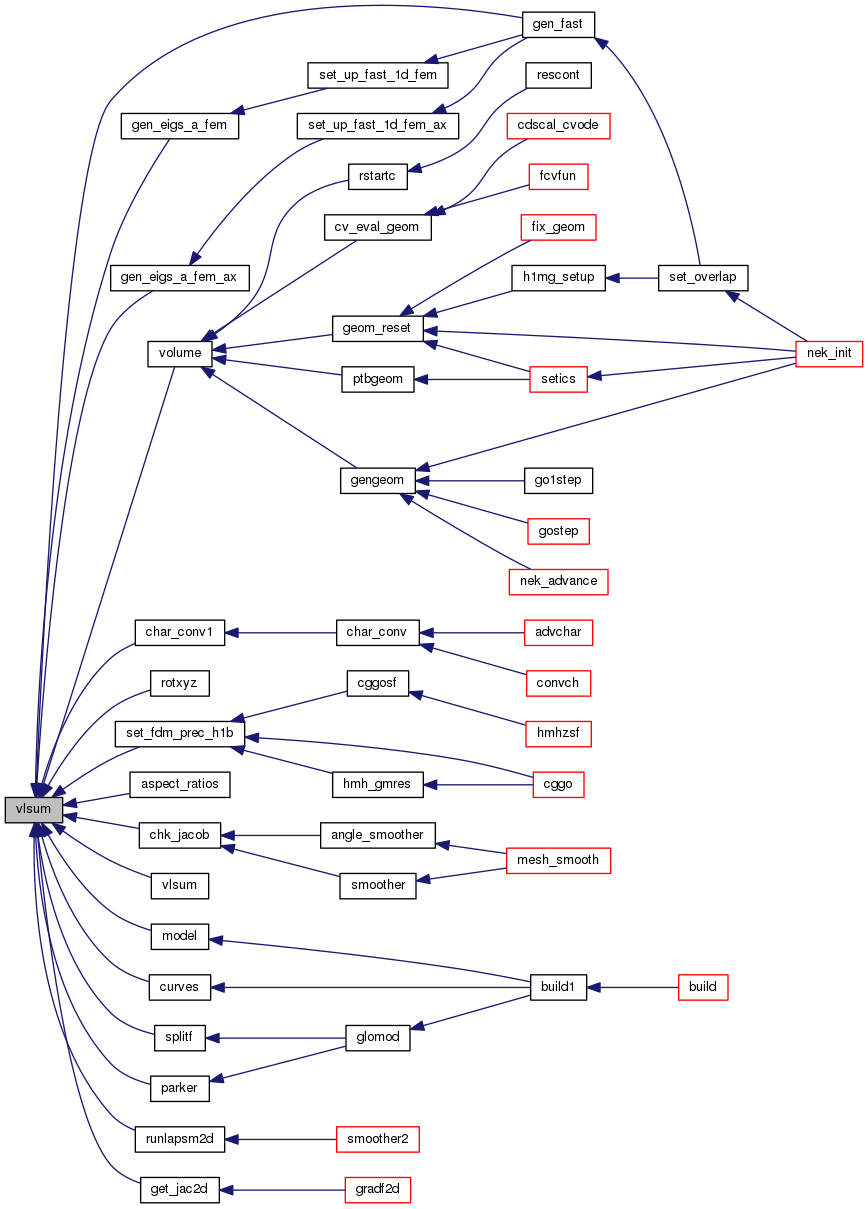 gen_fast
set_up_fast_1d_fem
rescont
gen_eigs_a_fem
set_up_fast_1d_fem_ax
cdscal_cvode
rstartc
fcvfun
cv_eval_geom
fix_geom
gen_eigs_a_fem_ax
h1mg_setup
set_overlap
geom_reset
volume
nek_init
ptbgeom
setics
gengeom
go1step
gostep
nek_advance
char_conv1
char_conv
advchar
rotxyz
cggosf
convch
set_fdm_prec_h1b
hmhzsf
aspect_ratios
hmh_gmres
cggo
vlsum
chk_jacob
angle_smoother
mesh_smooth
vlsum
smoother
model
curves
build1
build
splitf
glomod
parker
runlapsm2d
smoother2
get_jac2d
gradf2d